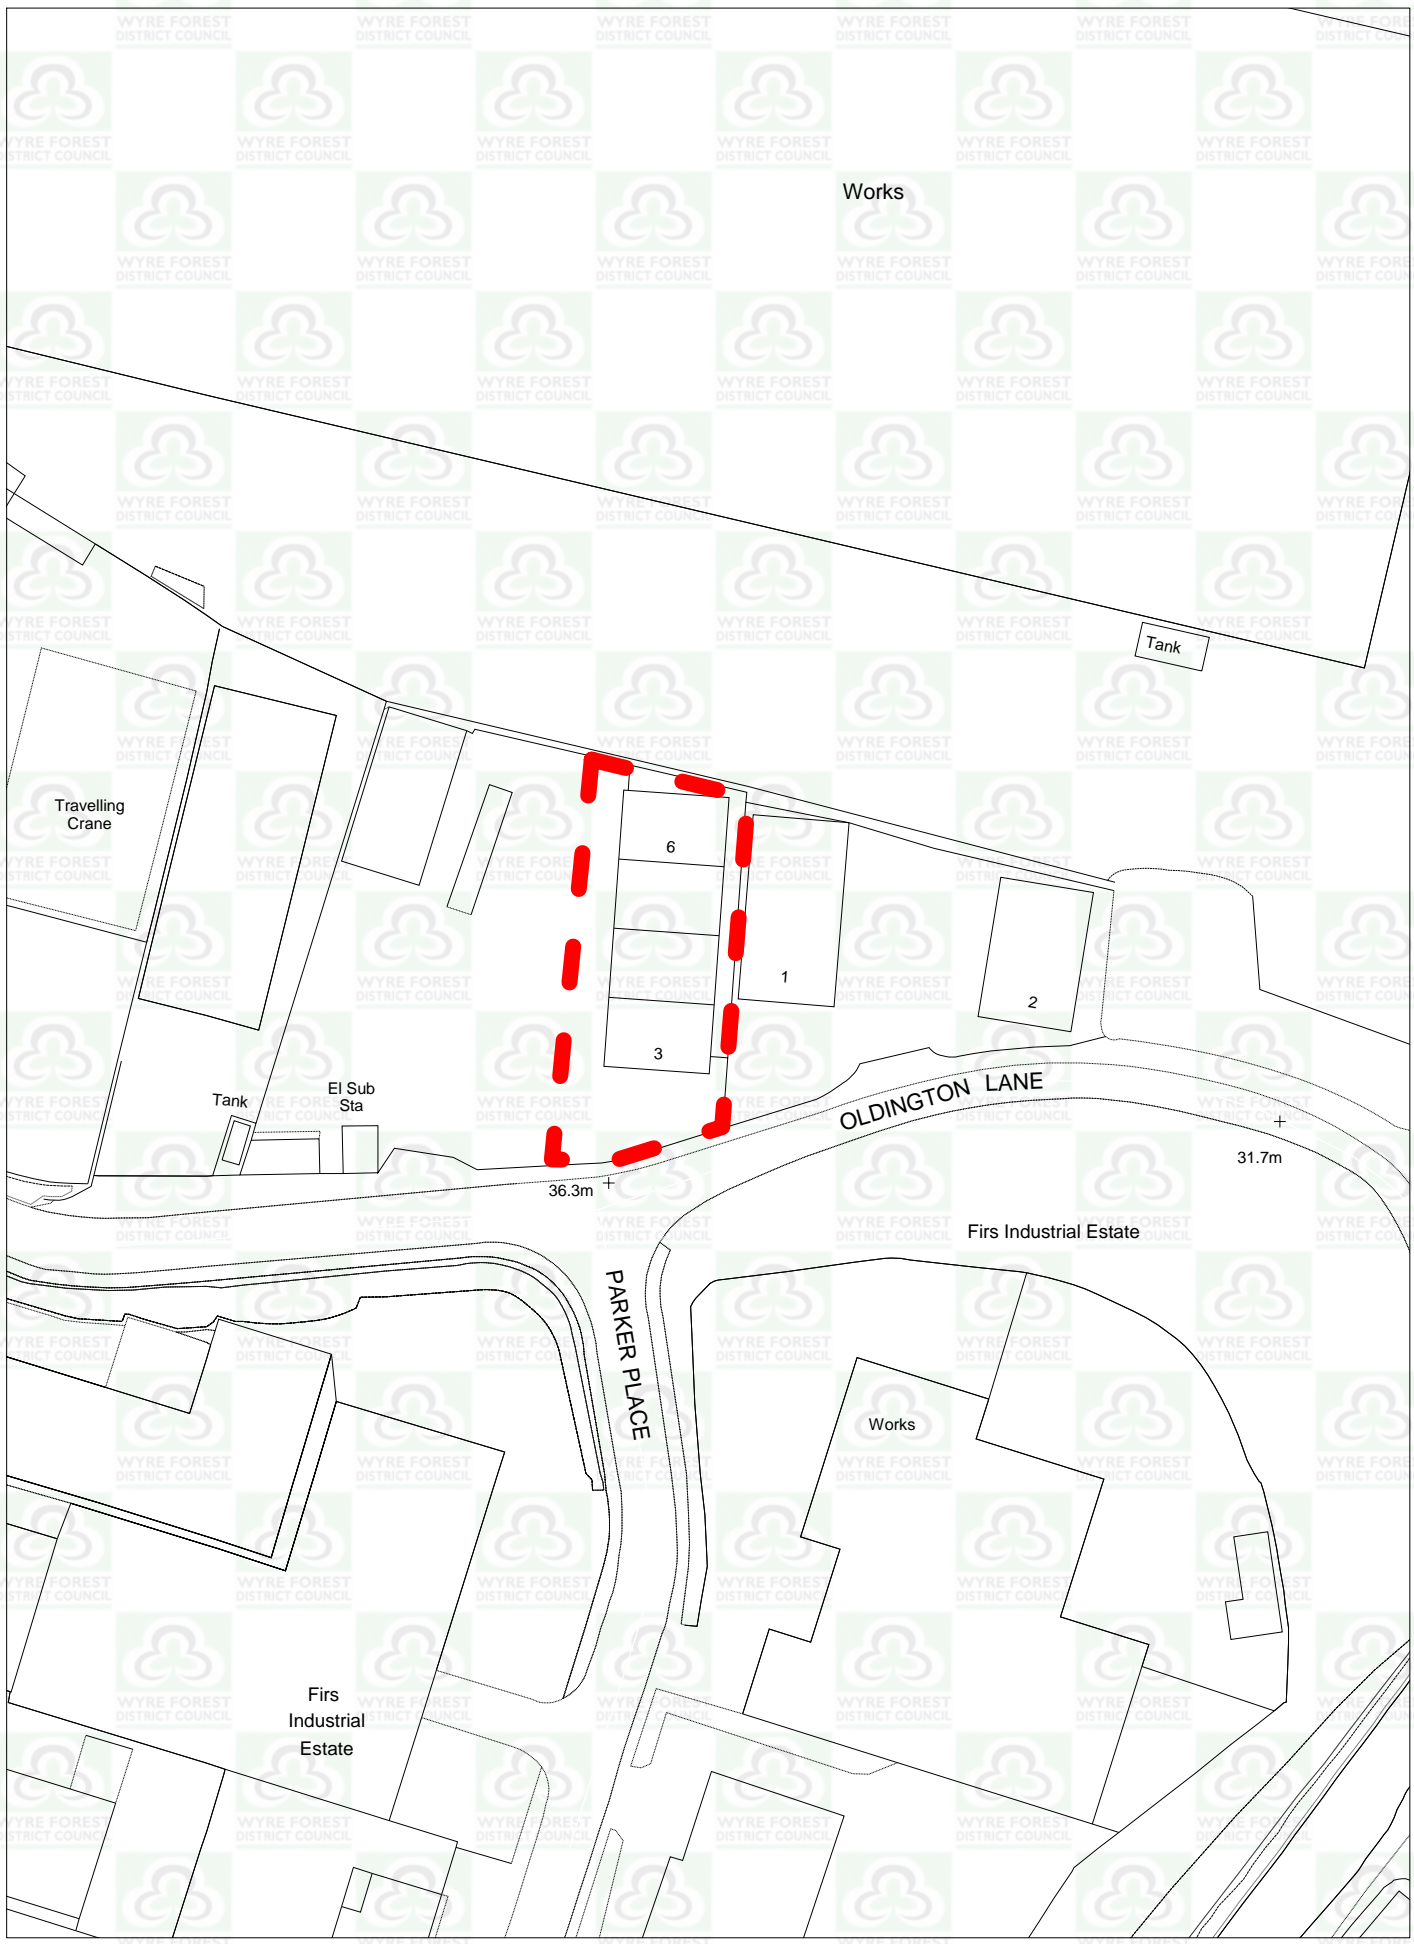 Works
Tank
Travelling
Crane
6
1
2
3
El Sub
Sta
Tank
OLDINGTON LANE
31.7m
36.3m
Firs Industrial Estate
PARKER PLACE
Works
Firs
Industrial
Estate
WYRE FOREST
DISTRICT COUNCIL